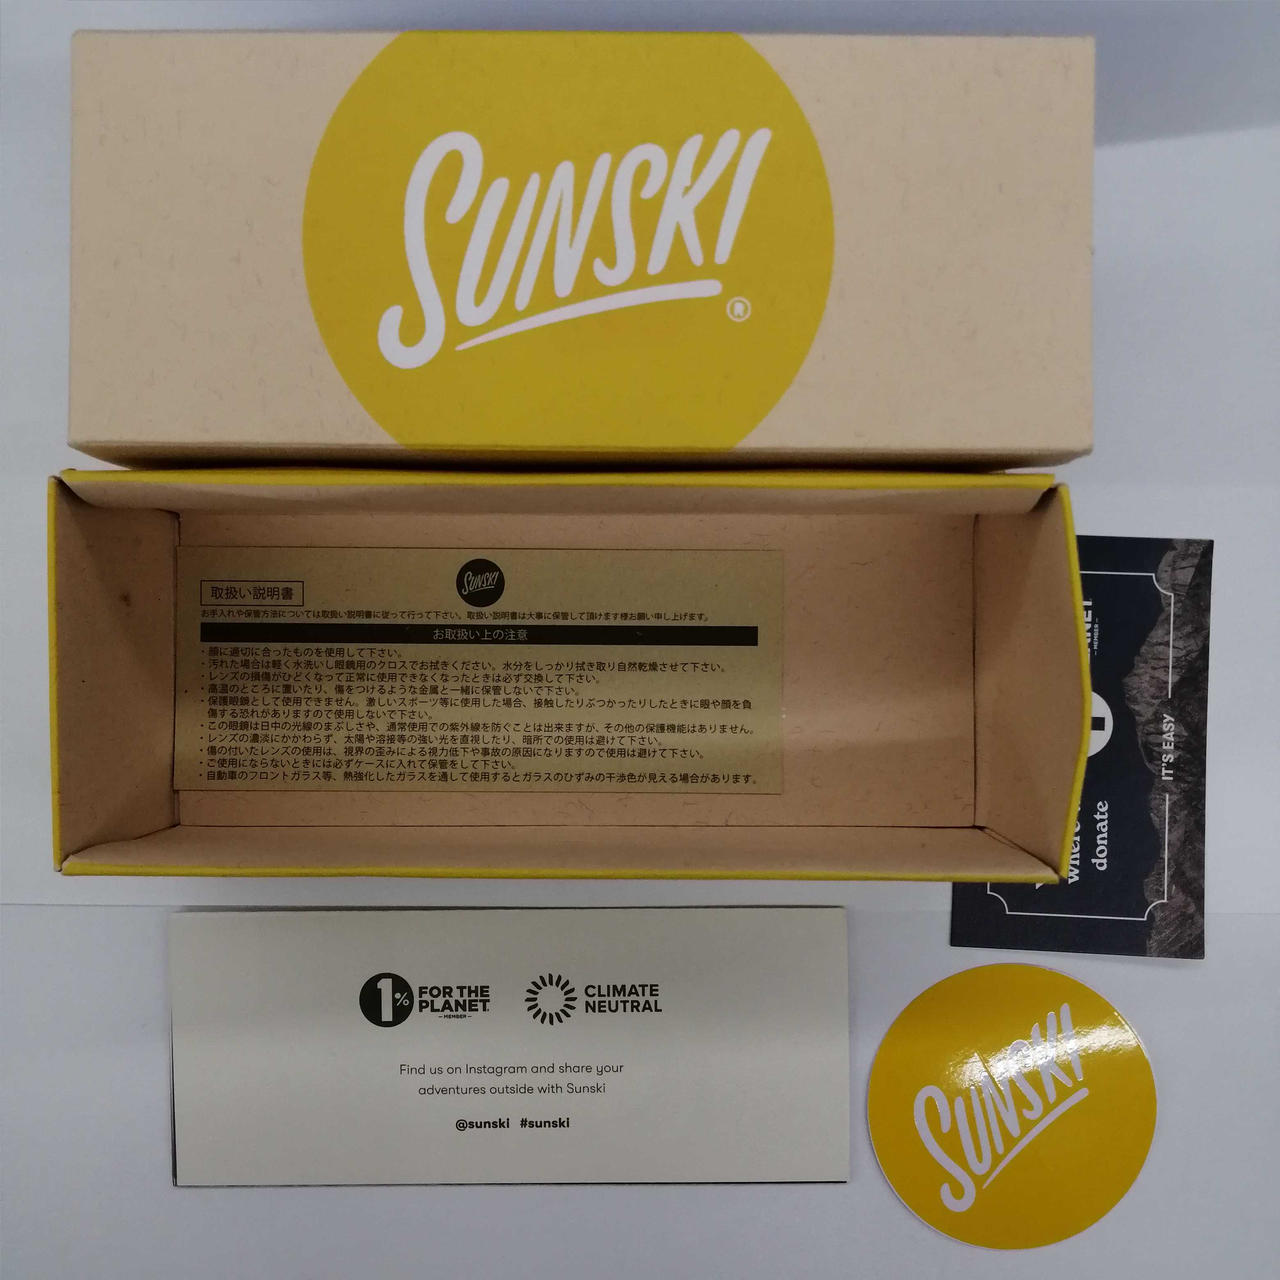 SUNSKI
®
SUNSKI
取扱い説明書
お手入れや保管方法については取扱い説明書に従って行って下さい。取扱い説明書は大事に保管して頂けます様お願い申し上げます。
お取扱い上の注意
・顔に適切に合ったものを使用して下さい。
・汚れた場合は軽く水洗いし眼鏡用のクロスでお拭きください。水分をしっかり拭き取り自然乾燥させて下さい。
・レンズの損傷がひどくなって正常に使用できなくなったときは必ず交換して下さい。
・高温のところに置いたり、傷をつけるような金属と一緒に保管しないで下さい。
・保護眼鏡として使用できません。激しいスポーツ等に使用した場合、接触したりぶつかったりしたときに眼や顔を負
傷する恐れがありますので使用しないで下さい。
・この眼鏡は日中の光線のまぶしさや、通常使用での紫外線を防ぐことは出来ますが、その他の保護機能はありません。
・レンズの濃淡にかかわらず、太陽や溶接等の強い光を直視したり、暗所での使用は避けて下さい。
・傷の付いたレンズの使用は、視界の歪みによる視力低下や事故の原因になりますので使用は避けて下さい。
・ご使用にならないときには必ずケースに入れて保管をして下さい。
・自動車のフロントガラス等、熱強化したガラスを通して使用するとガラスのひずみの干渉色が見える場合があります。
MEMBER
where
donate
IT'S EASY
1% FOR THE
PLANET
MEMBER
CLIMATE
NEUTRAL
Find us on Instagram and share your
adventures outside with Sunski
@sunski #sunski
SUNSKI